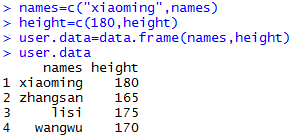 > names=c("xiaoming",names)
> height=c(180,height)
> user.data=data.frame(names,height)
> user.data
names height
1 xiaoming 180
2 zhangsan 165
3 lisi 175
4 wangwu 170